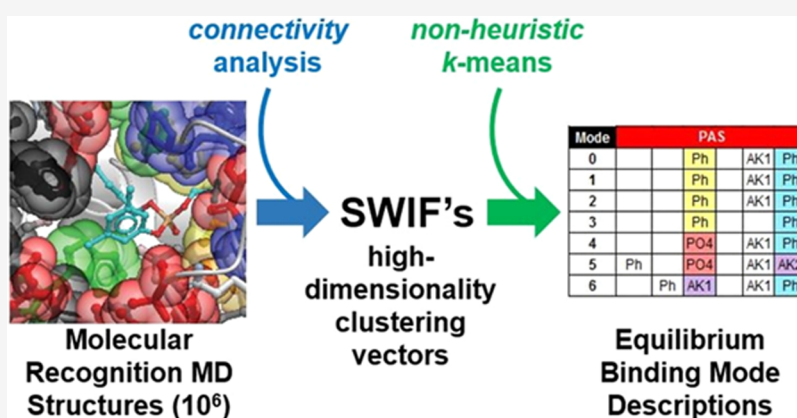 connectivity
analysis
non-heuristic
k-means
Molecular
Recognition MD
Structures (10⁶)
SWIF's
high-
dimensionality
clustering
vectors
Mode PAS
0 Ph AK1 Ph
1 Ph AK1 Ph
2 Ph AK1 Ph
3 Ph Ph
4 PO4 AK1 Ph
5 Ph PO4 AK1
6 Ph AK1 AK1 Ph
Equilibrium
Binding Mode
Descriptions